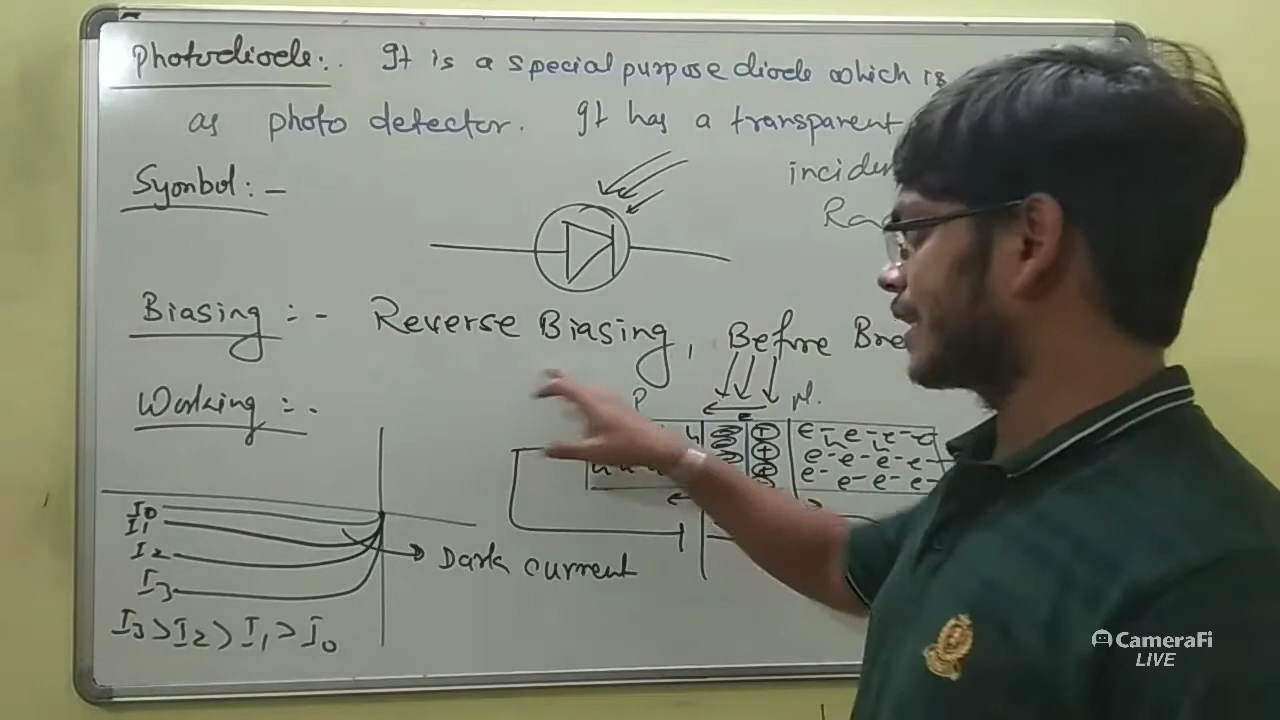 Photodiode:. It is a special purpose diode which is
as photo detector. It has a transparent
Symbol:-
Biasing :- Reverse Biasing, Before Bre
Working :-.
P N.
h + e- e- e- e-
+ e- e- e- e-
+ e- e- e- e-
I0
I1
I2
I3
Dark current
I3 > I2 > I1 > I0
CameraFi
LIVE